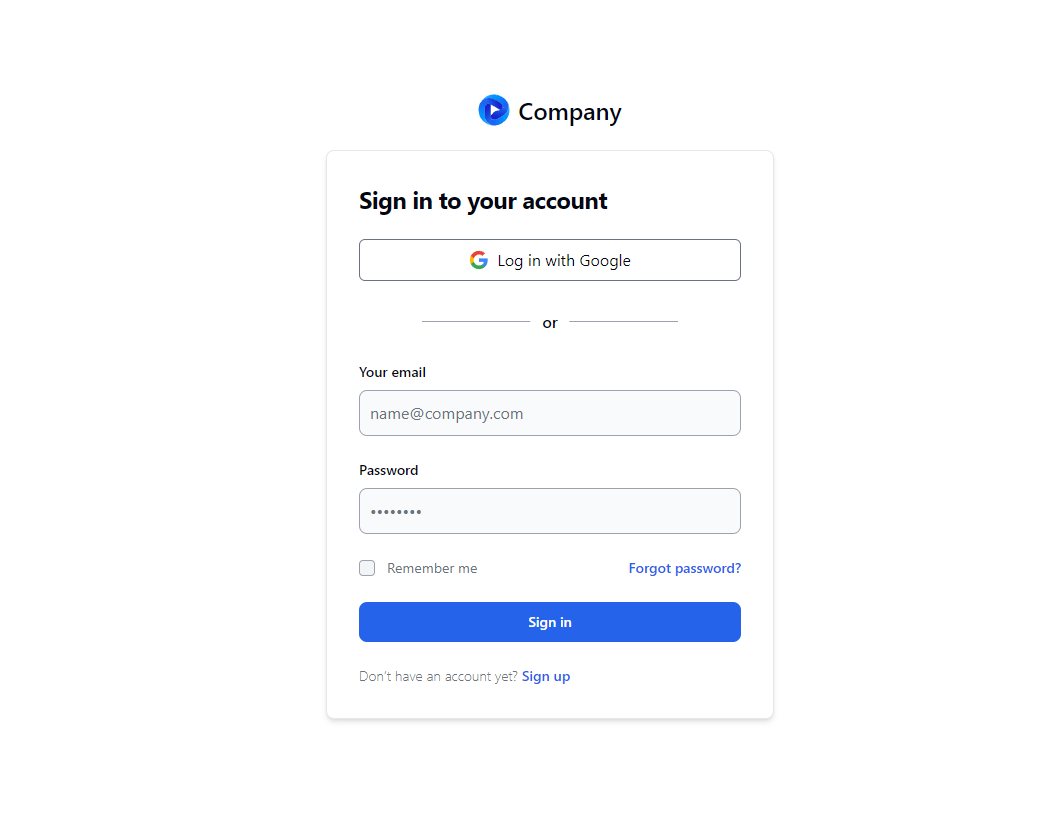 Company
Sign in to your account
Log in with Google
or
Your email
name@company.com
Password
••••••••
Remember me
Forgot password?
Sign in
Don't have an account yet? Sign up